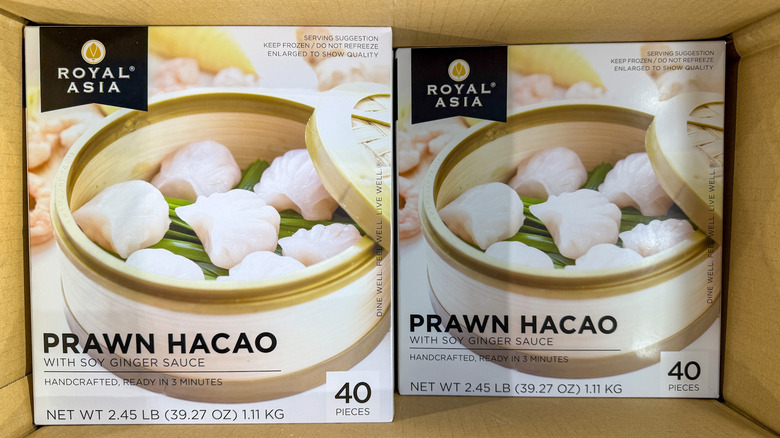 ROYAL®
ASIA
SERVING SUGGESTION
KEEP FROZEN / DO NOT REFREEZE
ENLARGED TO SHOW QUALITY
DINE WELL. FEEL WELL. LIVE WELL.
PRAWN HACAO
WITH SOY GINGER SAUCE
HANDCRAFTED, READY IN 3 MINUTES
NET WT 2.45 LB (39.27 OZ) 1.11 KG
40
PIECES
ROYAL®
ASIA
SERVING SUGGESTION
KEEP FROZEN / DO NOT REFREEZE
ENLARGED TO SHOW QUALITY
DINE WELL. FEEL WELL. LIVE WELL.
PRAWN HACAO
WITH SOY GINGER SAUCE
HANDCRAFTED, READY IN 3 MINUTES
NET WT 2.45 LB (39.27 OZ) 1.11 KG
40
PIECES